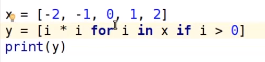 x = [-2, -1, 0, 1, 2]
y = [i * i for i in x if i > 0]
print(y)